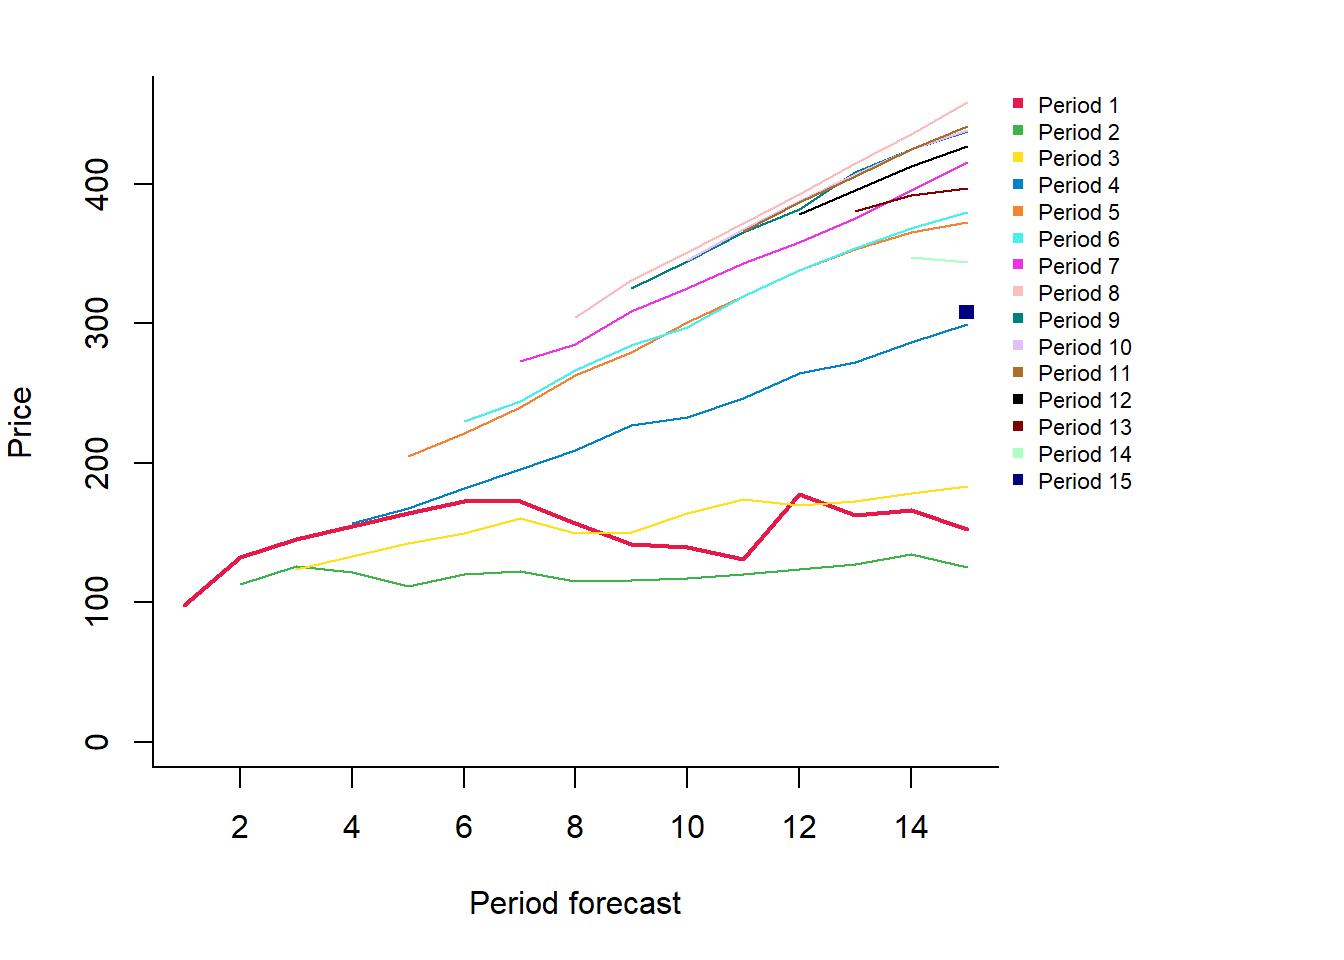 Price
400
300
200
100
0
2 4 6 8 10 12 14
Period forecast
Period 1
Period 2
Period 3
Period 4
Period 5
Period 6
Period 7
Period 8
Period 9
Period 10
Period 11
Period 12
Period 13
Period 14
Period 15